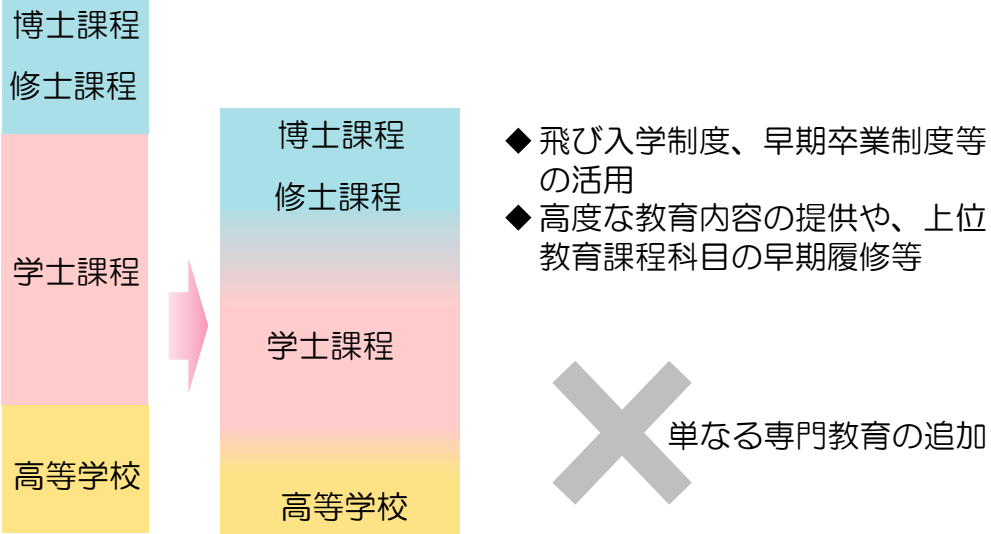 博士課程
修士課程
学士課程
高等学校
博士課程
修士課程
学士課程
高等学校
◆ 飛び入学制度、早期卒業制度等
の活用
◆ 高度な教育内容の提供や、上位
教育課程科目の早期履修等
単なる専門教育の追加